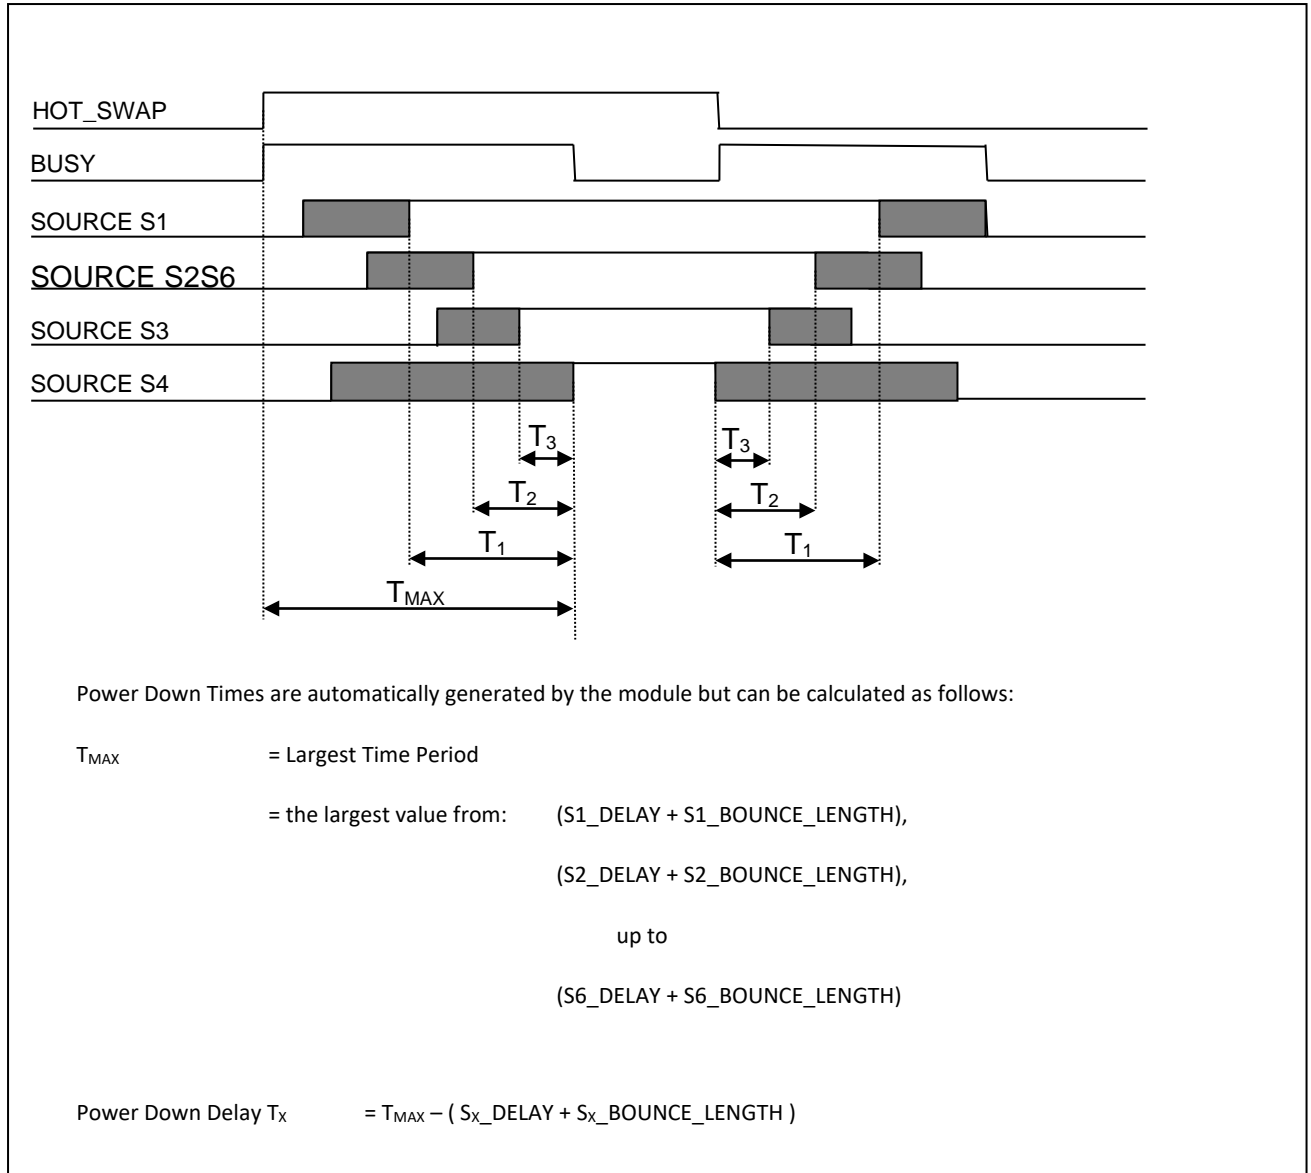 HOT_SWAP
BUSY
SOURCE S1
SOURCE S2S6
SOURCE S3
SOURCE S4
T3 T3
T2 T2
T1 T1
TMAX
Power Down Times are automatically generated by the module but can be calculated as follows:
TMAX = Largest Time Period
= the largest value from: (S1_DELAY + S1_BOUNCE_LENGTH),
(S2_DELAY + S2_BOUNCE_LENGTH),
up to
(S6_DELAY + S6_BOUNCE_LENGTH)
Power Down Delay TX = TMAX – ( SX_DELAY + SX_BOUNCE_LENGTH )